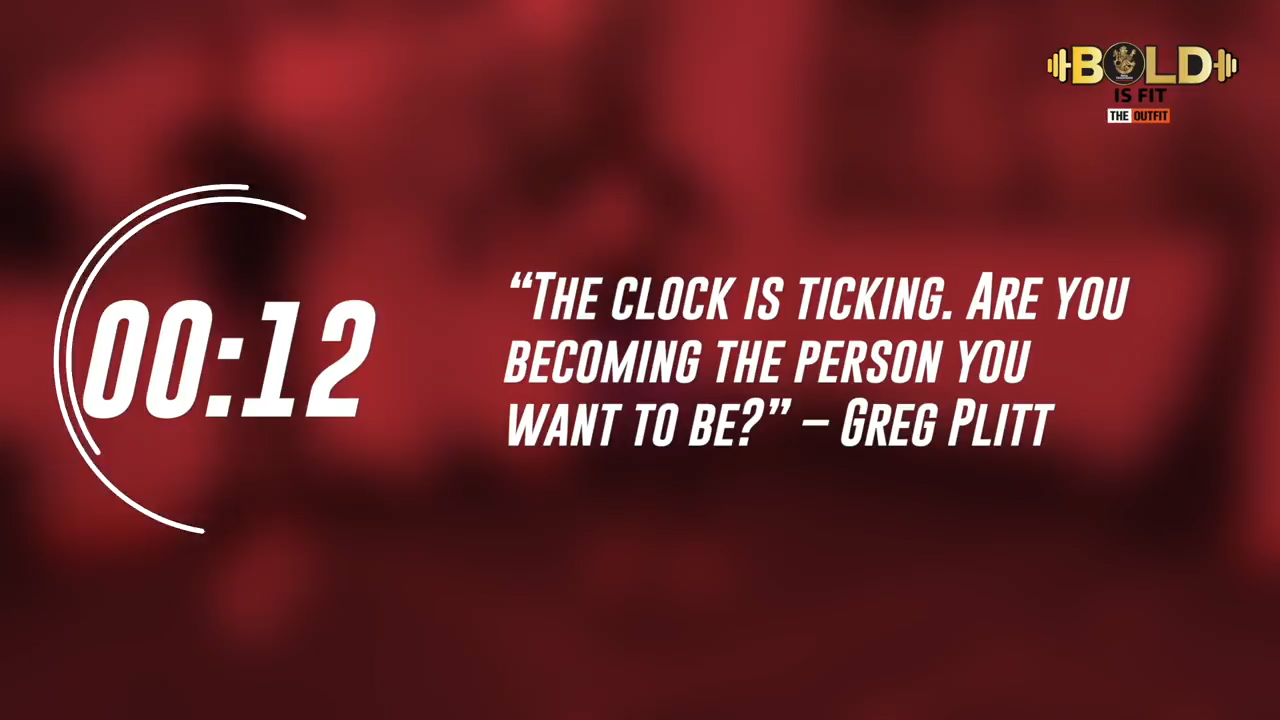 BOLD
IS FIT
THE OUTFIT
00:12
“THE CLOCK IS TICKING. ARE YOU
BECOMING THE PERSON YOU
WANT TO BE?” – GREG PLITT